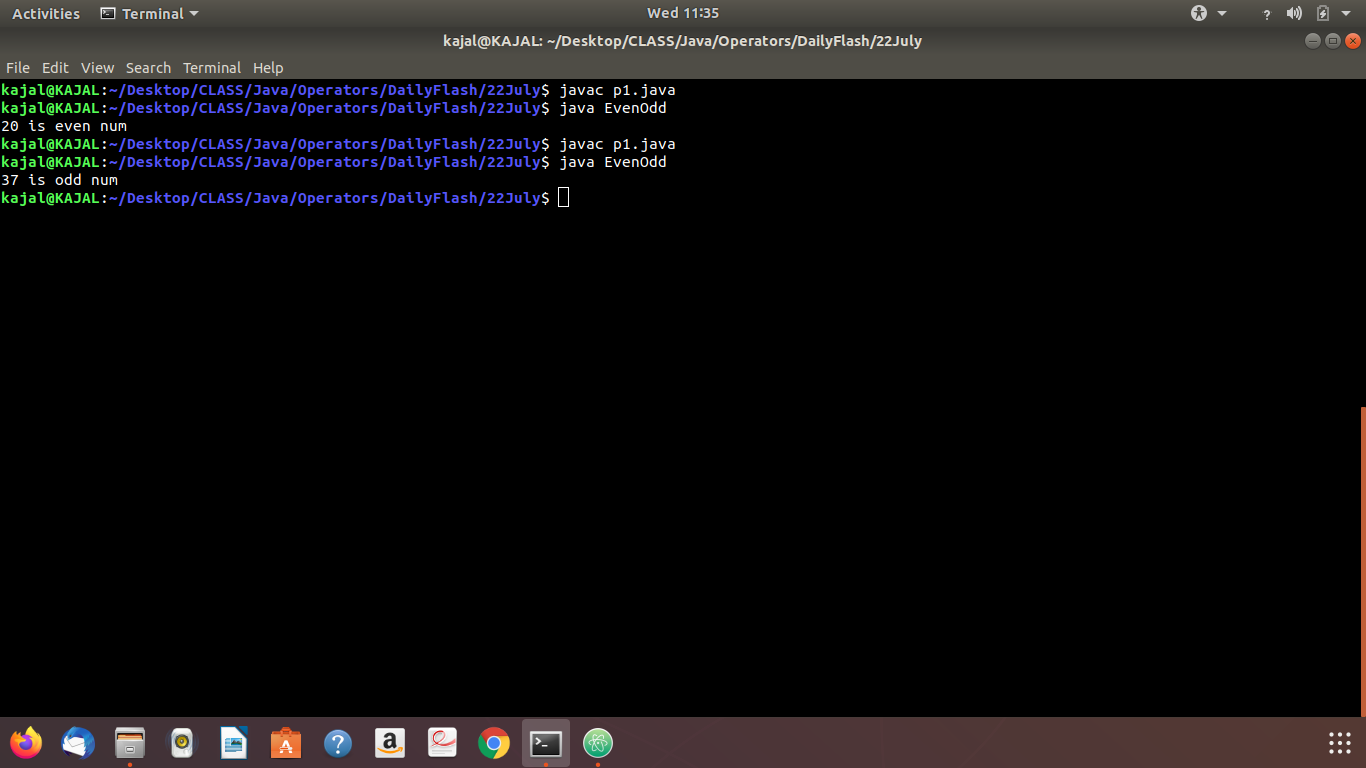 Activities Terminal Wed 11:35 ?
kajal@KAJAL: ~/Desktop/CLASS/Java/Operators/DailyFlash/22July
File Edit View Search Terminal Help
kajal@KAJAL:~/Desktop/CLASS/Java/Operators/DailyFlash/22July$ javac p1.java
kajal@KAJAL:~/Desktop/CLASS/Java/Operators/DailyFlash/22July$ java EvenOdd
20 is even num
kajal@KAJAL:~/Desktop/CLASS/Java/Operators/DailyFlash/22July$ javac p1.java
kajal@KAJAL:~/Desktop/CLASS/Java/Operators/DailyFlash/22July$ java EvenOdd
37 is odd num
kajal@KAJAL:~/Desktop/CLASS/Java/Operators/DailyFlash/22July$